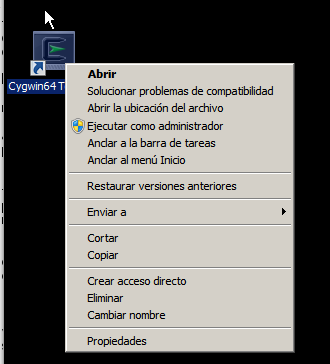 Cygwin64 T
Abrir
Solucionar problemas de compatibilidad
Abrir la ubicación del archivo
Ejecutar como administrador
Anclar a la barra de tareas
Anclar al menú Inicio
Restaurar versiones anteriores
Enviar a
Cortar
Copiar
Crear acceso directo
Eliminar
Cambiar nombre
Propiedades